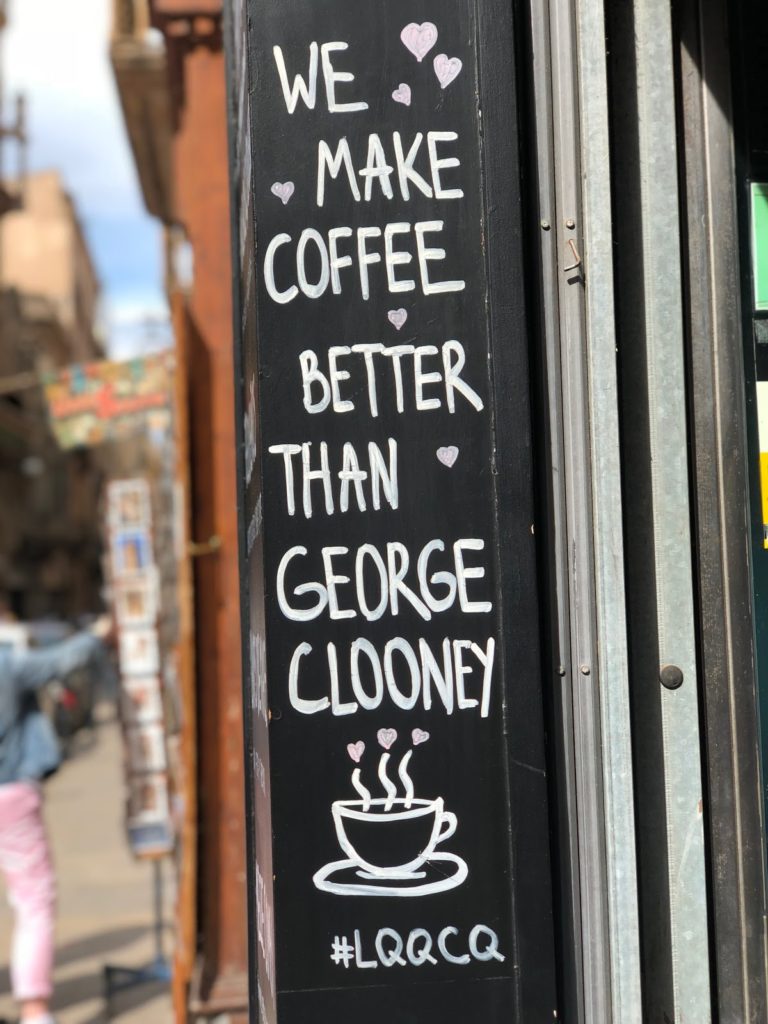 WE
MAKE
COFFEE
BETTER
THAN
GEORGE
CLOONEY
#LQQCQ